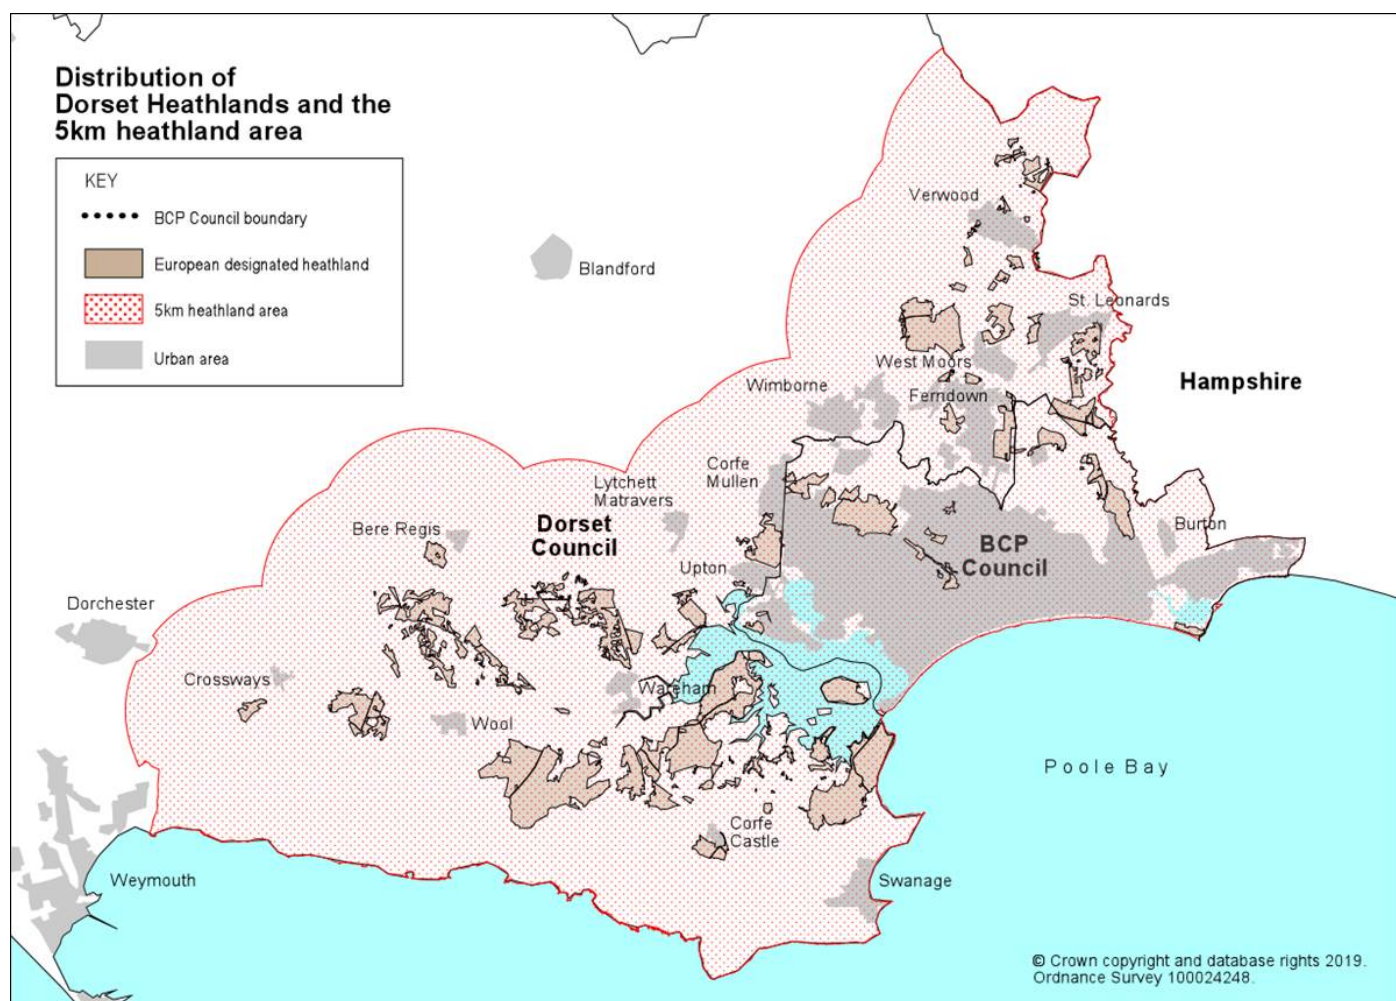 Distribution of
Dorset Heathlands and the
5km heathland area
KEY
BCP Council boundary
European designated heathland
5km heathland area
Urban area
Blandford
Verwood
St. Leonards
West Moors
Wimborne
Ferndown
Hampshire
Corfe
Mullen
Lytchett
Matravers
Bere Regis
Dorset
Council
BCP
Council
Burton
Upton
Dorchester
Crossways
Wareham
Wool
Poole Bay
Corfe
Castle
Swanage
Weymouth
© Crown copyright and database rights 2019.
Ordnance Survey 100024248.